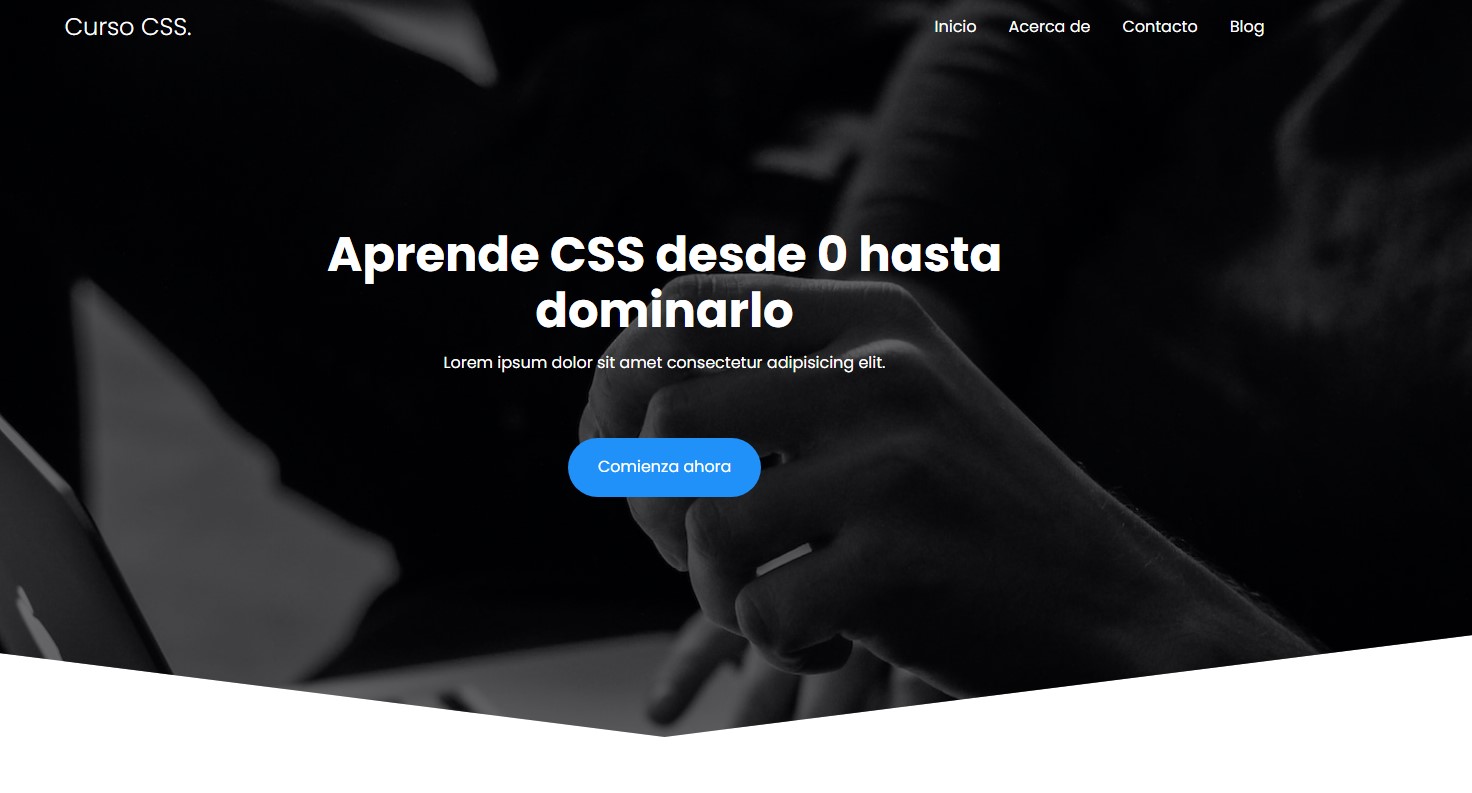 Curso CSS.
Inicio Acerca de Contacto Blog
Aprende CSS desde 0 hasta
dominarlo
Lorem ipsum dolor sit amet consectetur adipisicing elit.
Comienza ahora